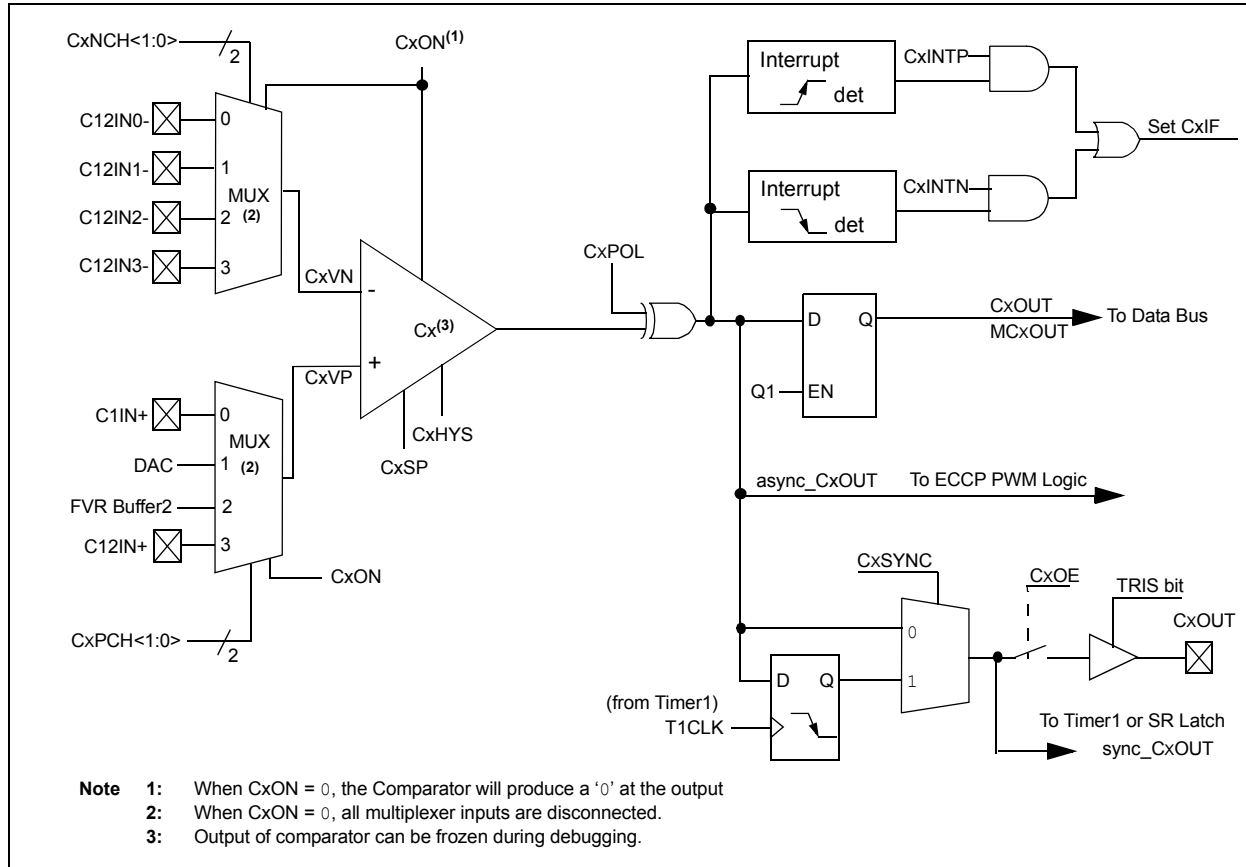 CxNCH<1:0>
2
CxON(1)
Interrupt
det
CxINTP
C12IN0-
0
C12IN1-
1
MUX
(2)
C12IN2-
2
C12IN3-
3
Set CxIF
Interrupt
det
CxINTN
CxPOL
CxVN
-
Cx(3)
+
CxVP
CxHYS
CxSP
D
Q
Q1
EN
CxOUT
MCxOUT
To Data Bus
C1IN+
0
MUX
(2)
DAC
1
FVR Buffer2
2
C12IN+
3
CxON
CxPCH<1:0>
2
async_CxOUT
To ECCP PWM Logic
CxSYNC
CxOE
TRIS bit
CxOUT
0
1
D
Q
(from Timer1)
T1CLK
To Timer1 or SR Latch
sync_CxOUT
Note 1: When CxON = 0, the Comparator will produce a ‘0’ at the output
2: When CxON = 0, all multiplexer inputs are disconnected.
3: Output of comparator can be frozen during debugging.